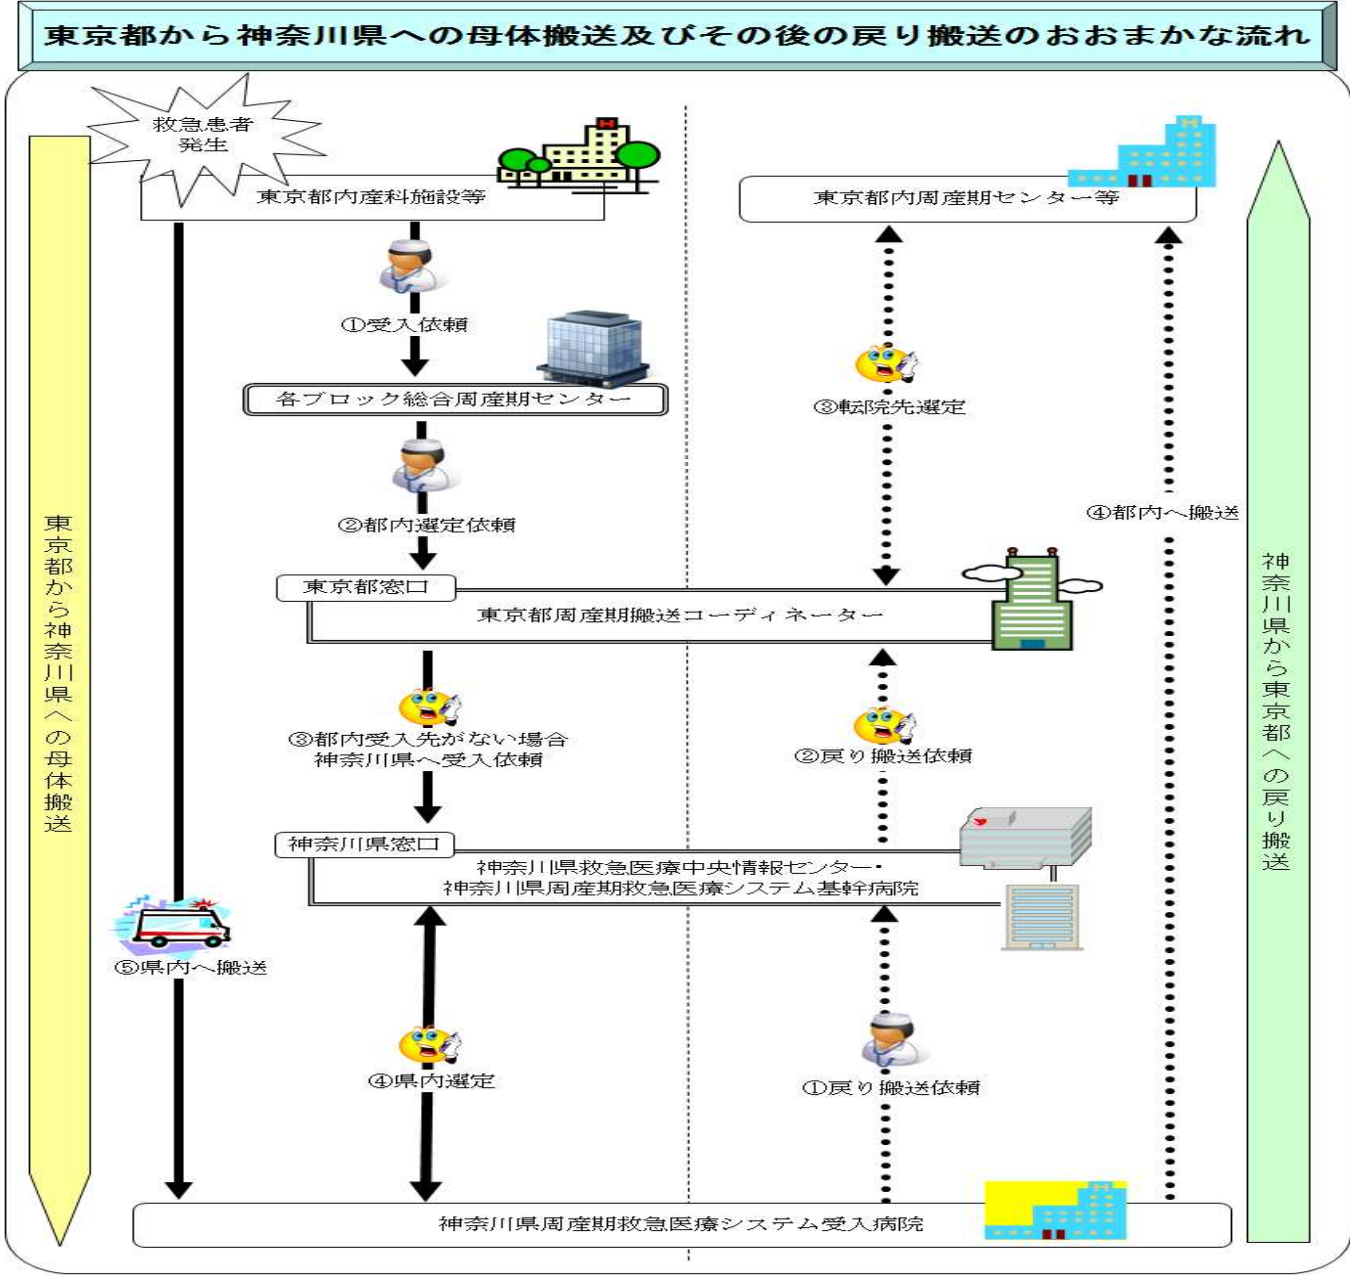 東京都から神奈川県への母体搬送及びその後の戻り搬送のおおまかな流れ
救急患者
発生
東京都内産科施設等
①受入依頼
各ブロック総合周産期センター
②都内選定依頼
東京都窓口
東京都周産期搬送コーディネーター
③都内受入先がない場合
神奈川県へ受入依頼
神奈川県窓口
神奈川県救急医療中央情報センター・
神奈川県周産期救急医療システム基幹病院
④県内選定
⑤県内へ搬送
神奈川県周産期救急医療システム受入病院
東京都から神奈川県への母体搬送
東京都内周産期センター等
③転院先選定
④都内へ搬送
②戻り搬送依頼
①戻り搬送依頼
神奈川県から東京都への戻り搬送
H
H
H